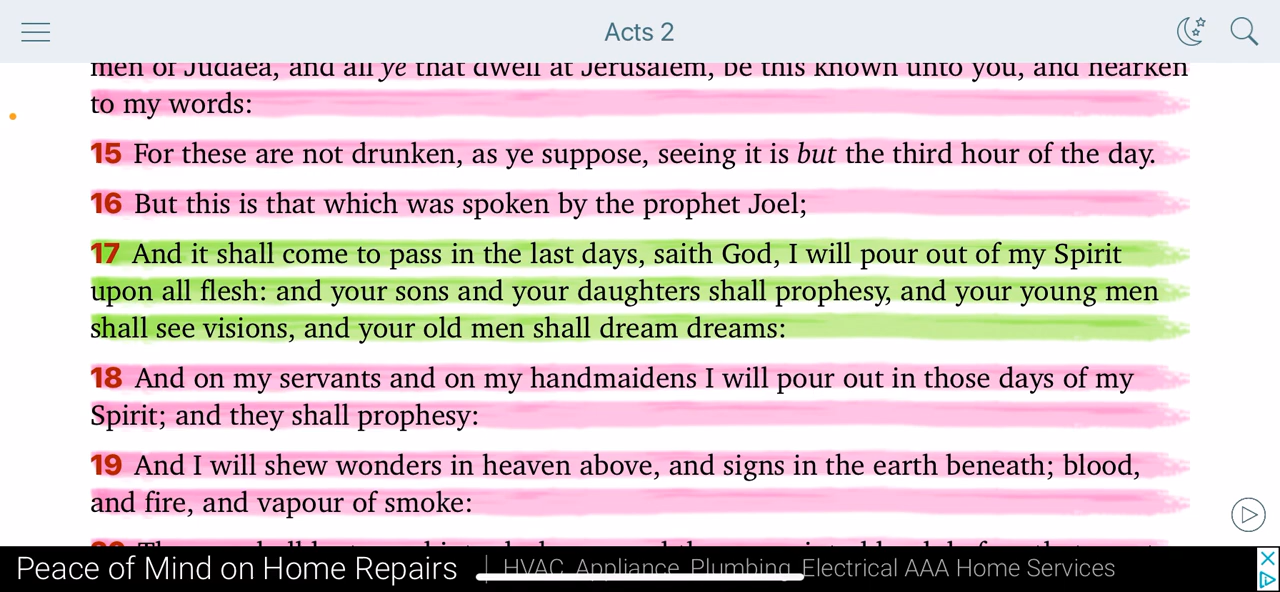 Acts 2
men of Judaea, and all ye that dwell at Jerusalem, be this known unto you, and hearken
to my words:
15 For these are not drunken, as ye suppose, seeing it is but the third hour of the day.
16 But this is that which was spoken by the prophet Joel;
17 And it shall come to pass in the last days, saith God, I will pour out of my Spirit
upon all flesh: and your sons and your daughters shall prophesy, and your young men
shall see visions, and your old men shall dream dreams:
18 And on my servants and on my handmaidens I will pour out in those days of my
Spirit; and they shall prophesy:
19 And I will shew wonders in heaven above, and signs in the earth beneath; blood,
and fire, and vapour of smoke:
Peace of Mind on Home Repairs | HVAC Appliance Plumbing Electrical AAA Home Services